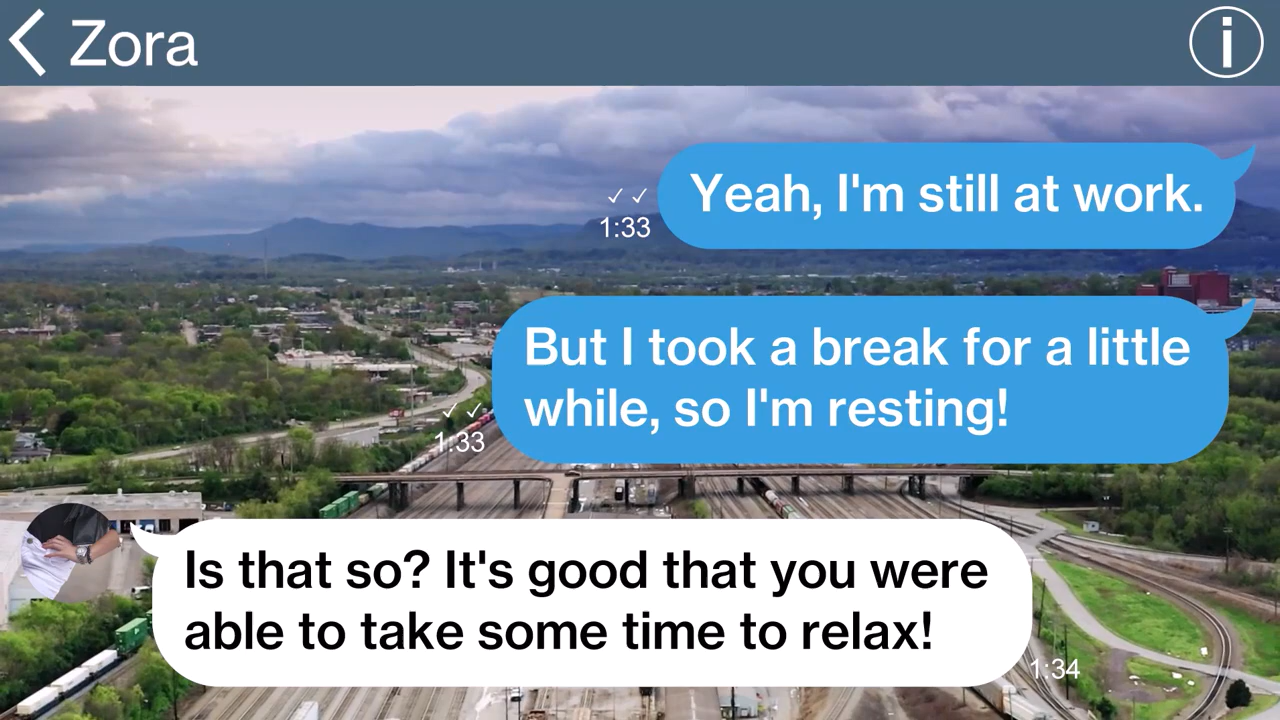 Zora
i
Yeah, I'm still at work.
✓✓
1:33
But I took a break for a little
while, so I'm resting!
✓✓
1:33
Is that so? It's good that you were
able to take some time to relax!
1:34